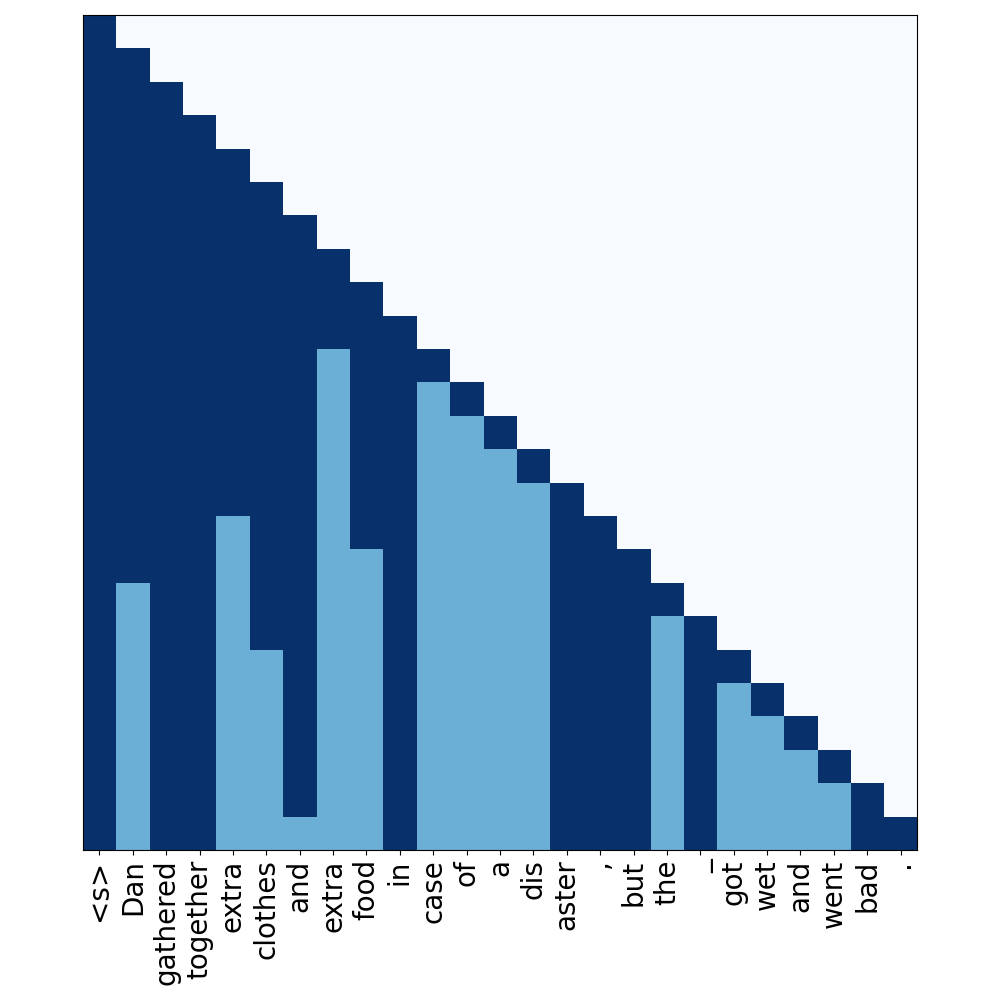 <s> Dan gathered together extra clothes and extra food in case of a dis aster , but the _ got wet and went bad .